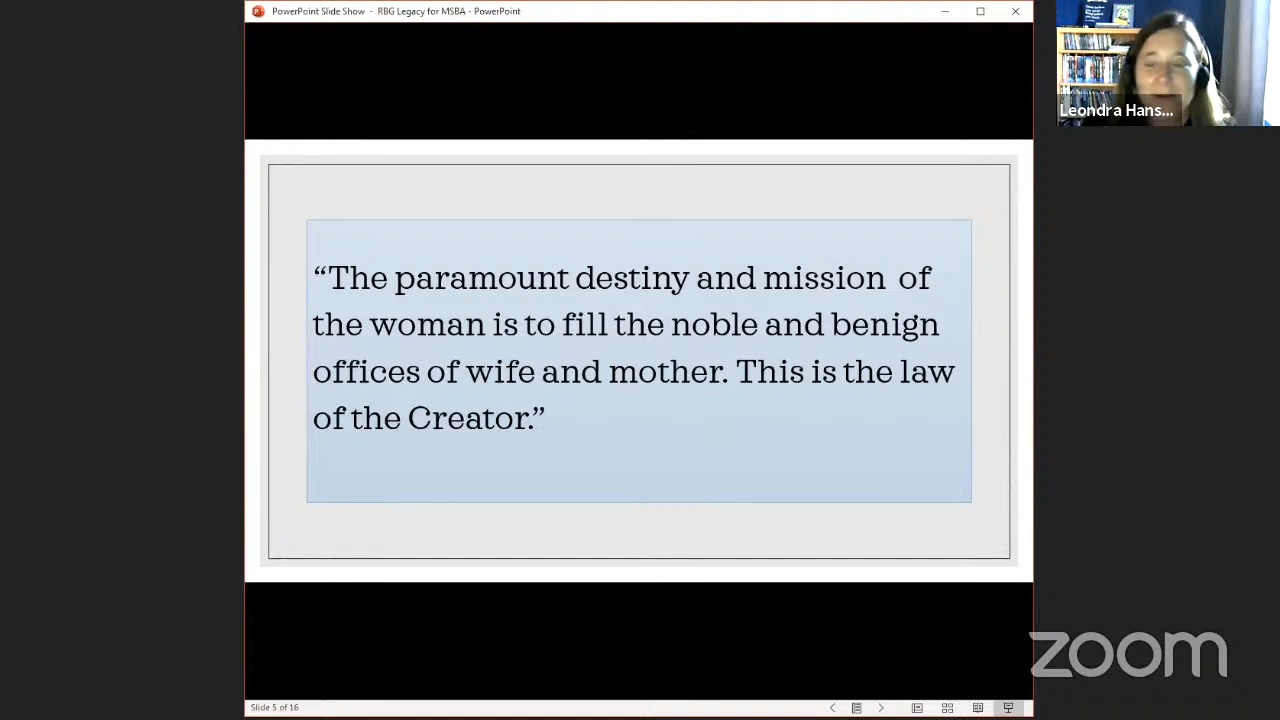 PowerPoint Slide Show - RBG Legacy for MSBA - PowerPoint
Leondra Hans...
“The paramount destiny and mission of
the woman is to fill the noble and benign
offices of wife and mother. This is the law
of the Creator.”
zoom
Slide 5 of 16